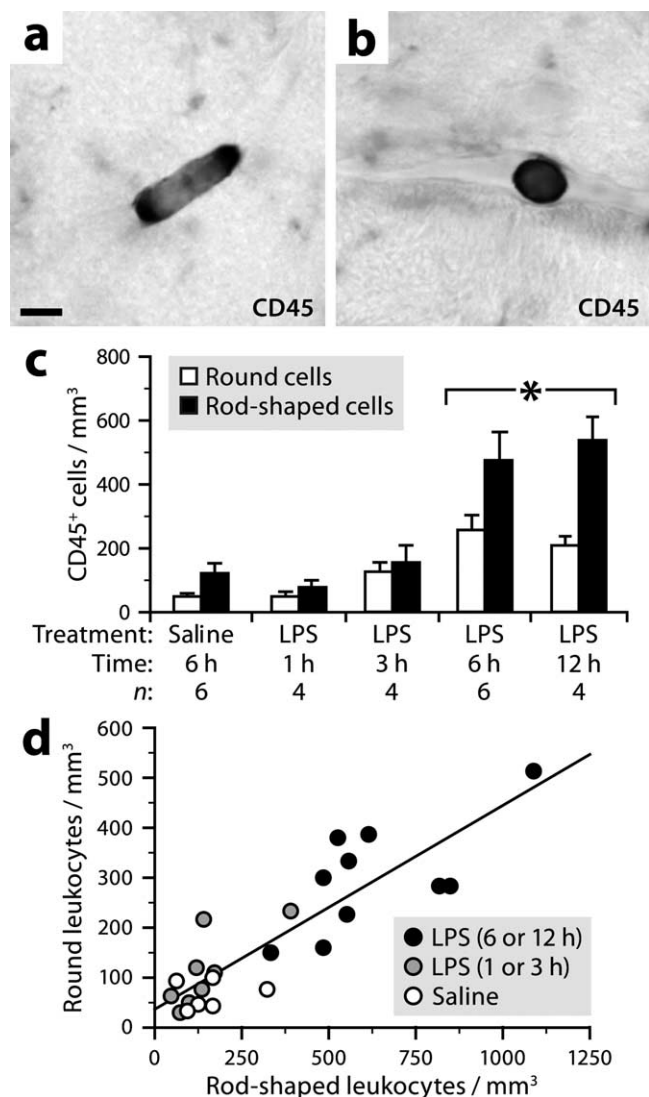 a
b
CD45
CD45
c
Round cells
Rod-shaped cells
*
CD45⁺ cells / mm³
800
600
400
200
0
Treatment: Saline LPS LPS LPS LPS
Time: 6 h 1 h 3 h 6 h 12 h
n: 6 4 4 6 4
d
Round leukocytes / mm³
600
500
400
300
200
100
0
LPS (6 or 12 h)
LPS (1 or 3 h)
Saline
0 250 500 750 1000 1250
Rod-shaped leukocytes / mm³